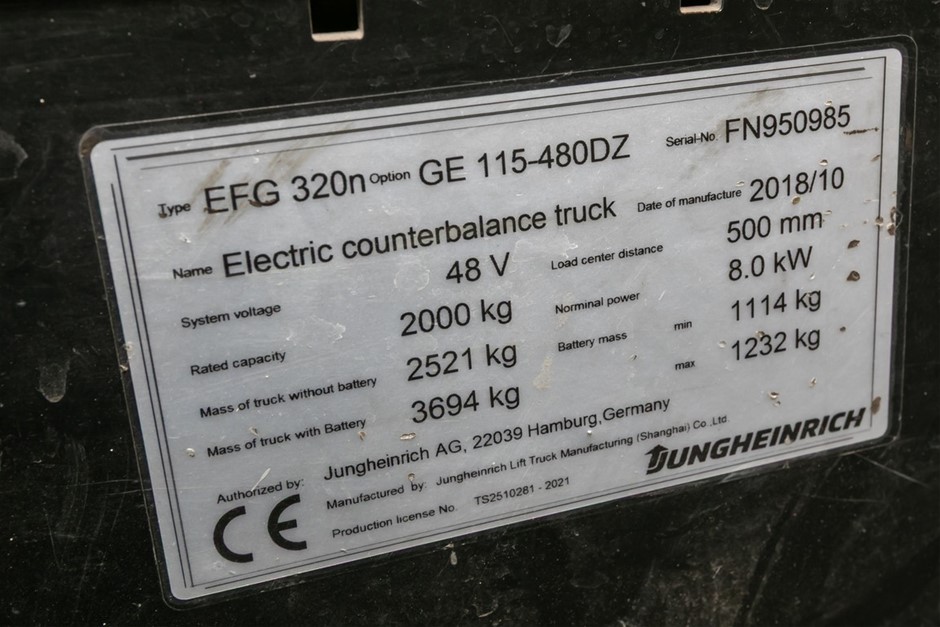 Type EFG 320n Option GE 115-480DZ Serial-No. FN950985
Name Electric counterbalance truck Date of manufacture 2018/10
System voltage 48 V Load center distance 500 mm
Rated capacity 2000 kg Norminal power 8.0 kW
Mass of truck without battery 2521 kg Battery mass min 1114 kg
Mass of truck with Battery 3694 kg max 1232 kg
Authorized by: Jungheinrich AG, 22039 Hamburg,Germany
Manufactured by: Jungheinrich Lift Truck Manufacturing (Shanghai) Co.,Ltd.
Production license No. TS2510281 - 2021
CE
JUNGHEINRICH